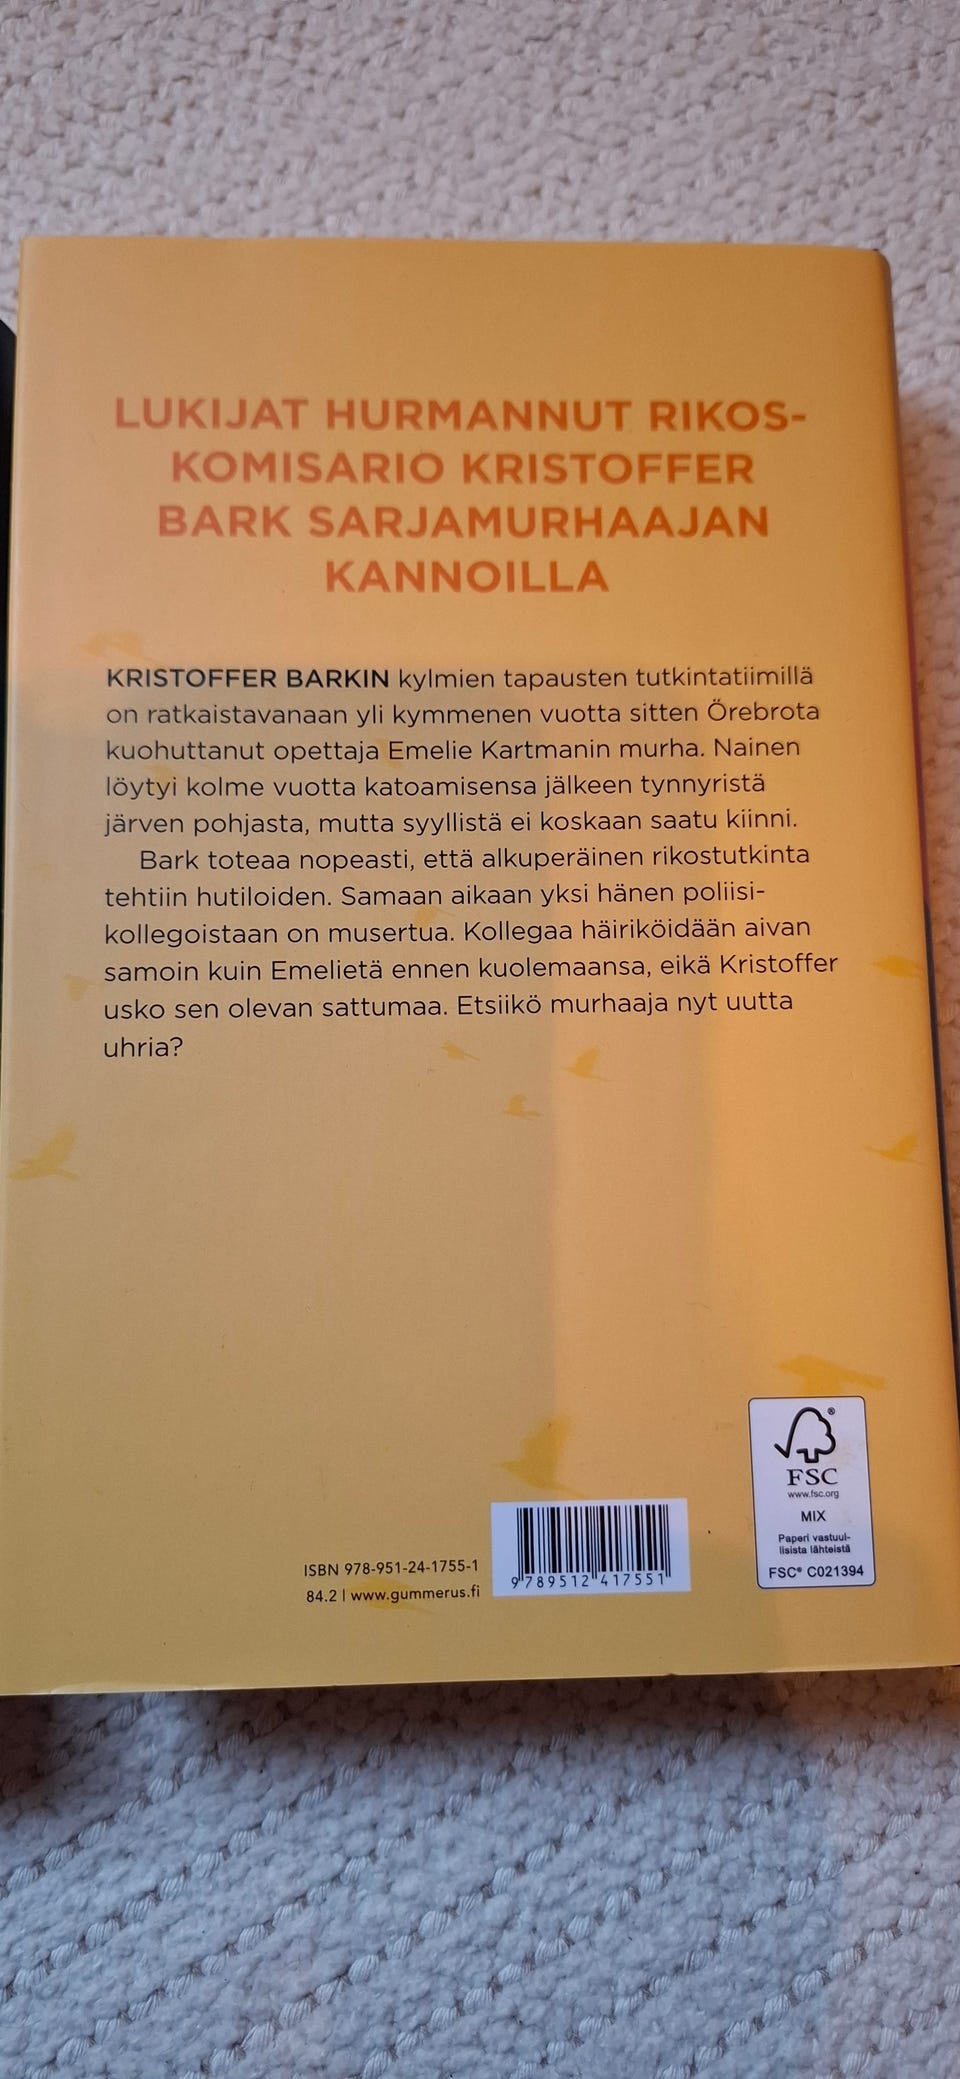 LUKIJAT HURMANNUT RIKOS-
KOMISARIO KRISTOFFER
BARK SARJAMURHAAJAN
KANNOILLA
KRISTOFFER BARKIN kylmien tapausten tutkintatiimillä
on ratkaistavanaan yli kymmenen vuotta sitten Örebrota
kuohuttanut opettaja Emelie Kartmanin murha. Nainen
löytyi kolme vuotta katoamisensa jälkeen tynnyristä
järven pohjasta, mutta syyllistä ei koskaan saatu kiinni.
Bark toteaa nopeasti, että alkuperäinen rikostutkinta
tehtiin hutiloiden. Samaan aikaan yksi hänen poliisi-
kollegoistaan on musertua. Kollegaa häiriköidään aivan
samoin kuin Emelietä ennen kuolemaansa, eikä Kristoffer
usko sen olevan sattumaa. Etsiikö murhaaja nyt uutta
uhria?
ISBN 978-951-24-1755-1
84.2 | www.gummerus.fi
9 789512 417551
®
FSC
www.fsc.org
MIX
Paperi vastuul-
lisista lähteistä
FSC® C021394